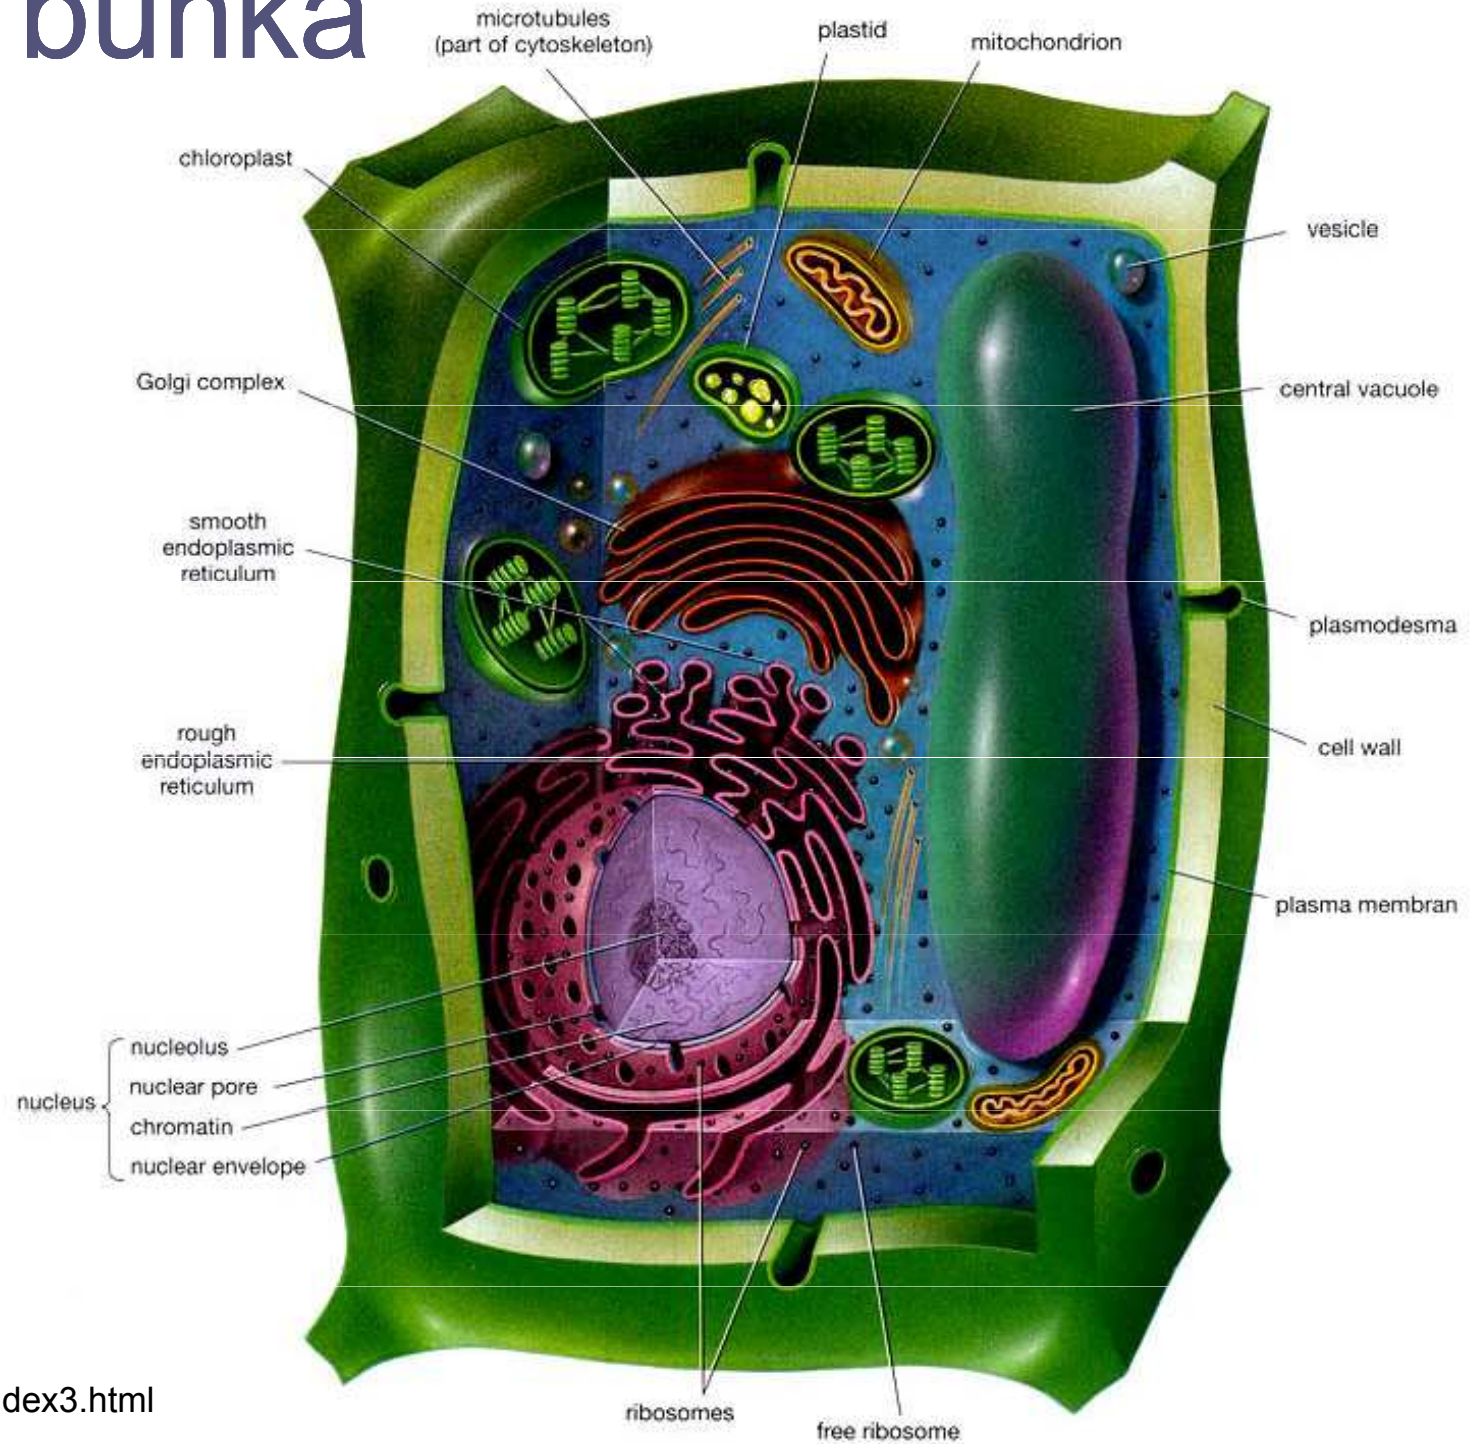 bunka
microtubules
(part of cytoskeleton)
plastid
mitochondrion
chloroplast
vesicle
Golgi complex
central vacuole
smooth
endoplasmic
reticulum
plasmodesma
rough
endoplasmic
reticulum
cell wall
plasma membran
nucleus
nucleolus
nuclear pore
chromatin
nuclear envelope
dex3.html
ribosomes
free ribosome